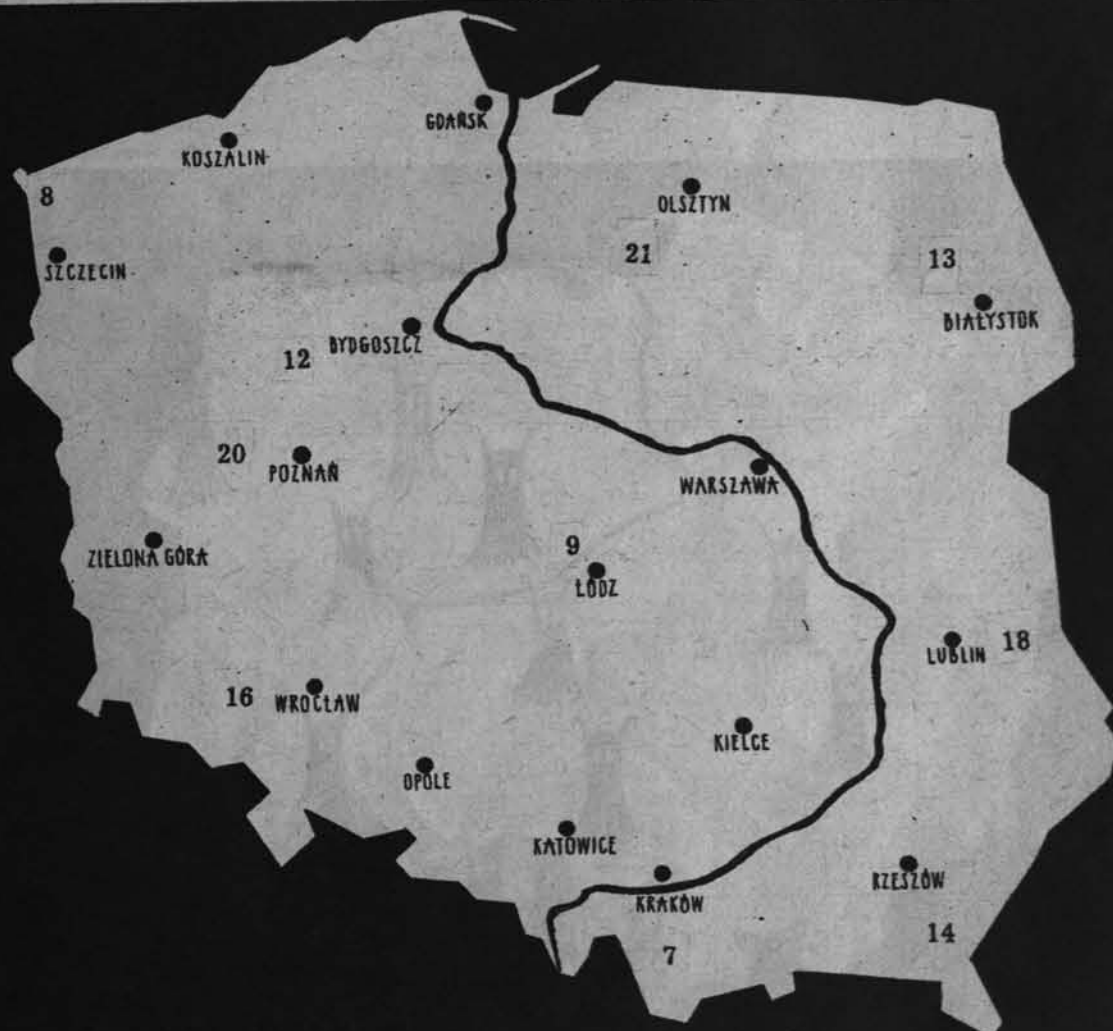 GDAŃSK
KOSZALIN
8
OLSZTYN
21
13
SZCZECIN
BIAŁYSTOK
BYDGOSZCZ
12
20
POZNAŃ
WARSZAWA
9
ZIELONA GÓRA
ŁÓDZ
18
LUBLIN
16
WROCŁAW
KIELCE
OPOLE
KATOWICE
RZESZÓW
KRAKÓW
14
7